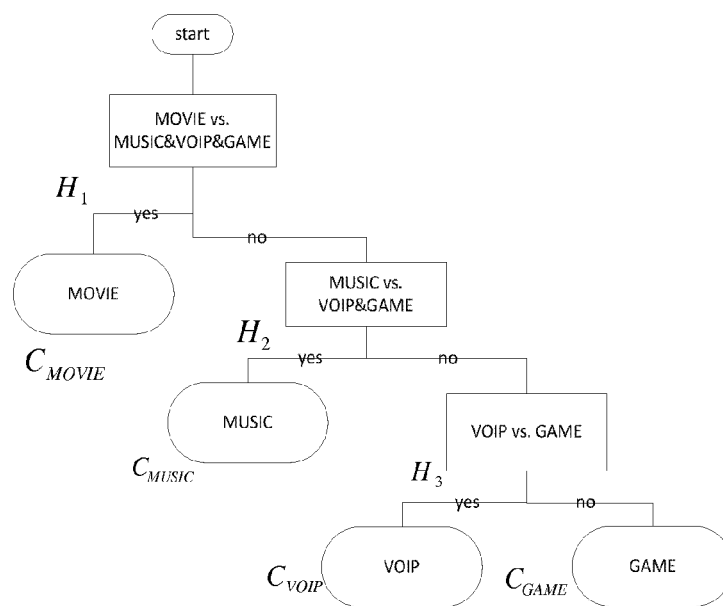 start
MOVIE vs.
MUSIC&VOIP&GAME
H1
yes
no
MOVIE
MUSIC vs.
VOIP&GAME
H2
CMOVIE
yes
no
MUSIC
VOIP vs. GAME
CMUSIC
H3
yes
no
VOIP
GAME
CVOIP
CGAME